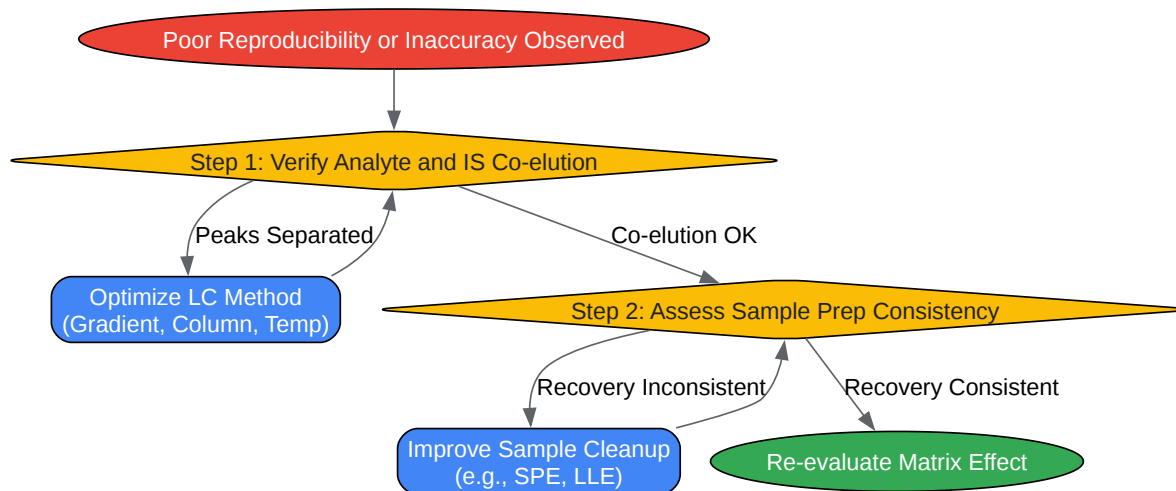 Poor Reproducibility or Inaccuracy Observed
Step 1: Verify Analyte and IS Co-elution
Peaks Separated
Co-elution OK
Optimize LC Method
(Gradient, Column, Temp)
Step 2: Assess Sample Prep Consistency
Recovery Inconsistent
Recovery Consistent
Improve Sample Cleanup
(e.g., SPE, LLE)
Re-evaluate Matrix Effect